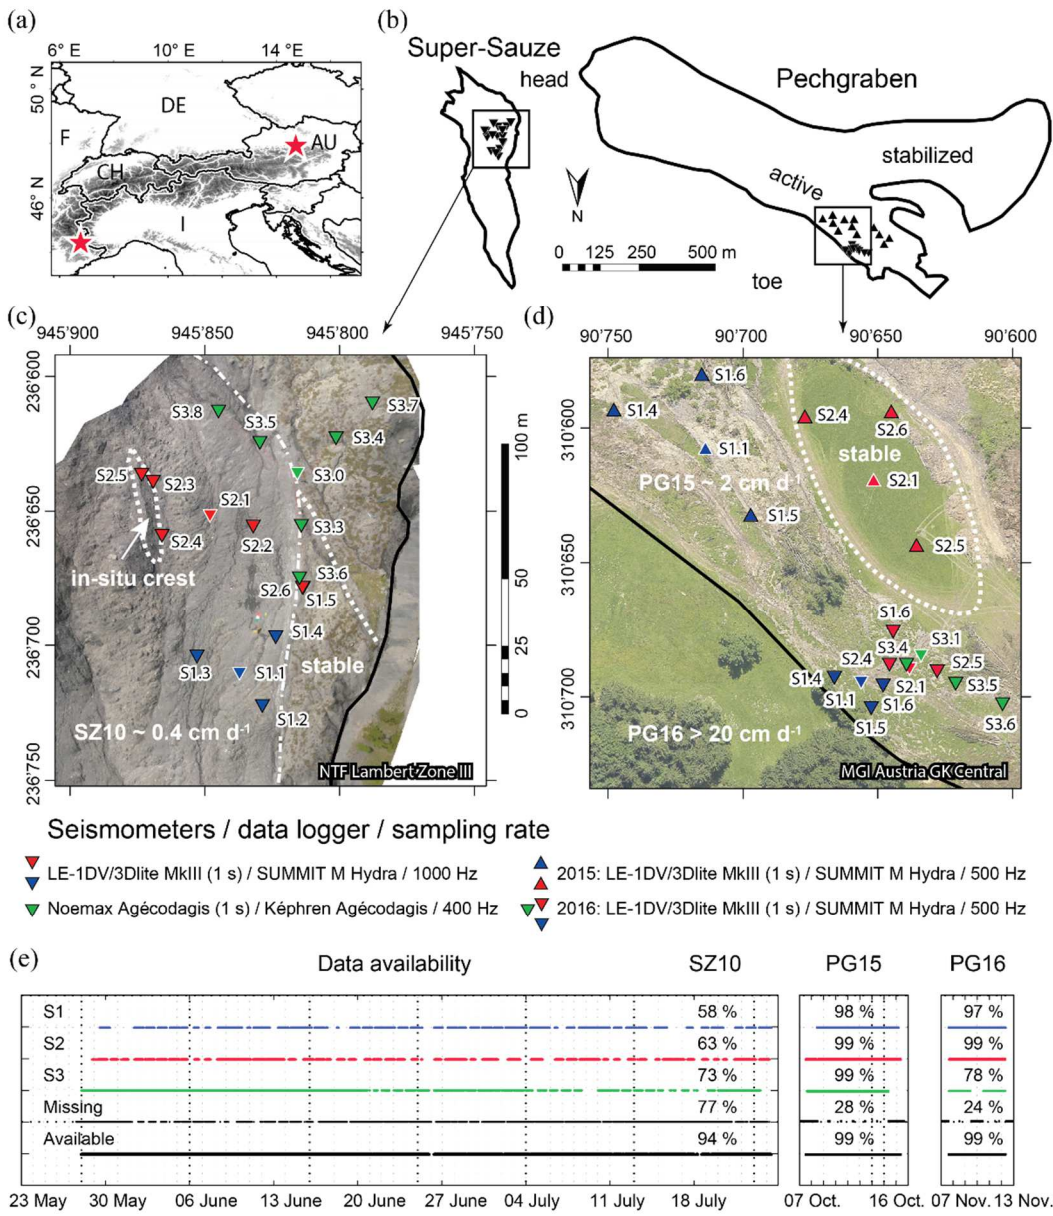 (a)
6° E
10° E
14 ° E
50 ° N
46 ° N
DE
F
AU
CH
I
(b)
Super-Sauze
head
Pechgraben
stabilized
active
N
0 125 250 500 m
toe
(c)
945'900 945'850 945'800 945'750
236'600
236'650
236'700
236'750
S3.7
S3.8
S3.5
S3.4
S2.5
S2.3
S3.0
S2.1
S3.3
S2.4
S2.2
in-situ crest
S3.6
S2.6
S1.5
S1.4
S1.3
S1.1
stable
S1.2
SZ10 ~ 0.4 cm d-1
NTF Lambert Zone III
100 m
50
25
0
(d)
90'750 90'700 90'650 90'600
310'600
310'650
310'700
S1.6
S1.4
S2.4
S2.6
S1.1
stable
PG15 ~ 2 cm d-1
S2.1
S1.5
S2.5
S1.6
S3.1
S3.4
S2.4
S2.5
S1.4
S3.5
S1.1
S2.1
S1.6
S3.6
S1.5
PG16 > 20 cm d-1
MGI Austria GK Central
Seismometers / data logger / sampling rate
LE-1DV/3Dlite MkIII (1 s) / SUMMIT M Hydra / 1000 Hz
2015: LE-1DV/3Dlite MkIII (1 s) / SUMMIT M Hydra / 500 Hz
Noemax Agécodagis (1 s) / Képhren Agécodagis / 400 Hz
2016: LE-1DV/3Dlite MkIII (1 s) / SUMMIT M Hydra / 500 Hz
(e)
Data availability SZ10 PG15 PG16
S1 58 % 98 % 97 %
S2 63 % 99 % 99 %
S3 73 % 99 % 78 %
Missing 77 % 28 % 24 %
Available 94 % 99 % 99 %
23 May 30 May 06 June 13 June 20 June 27 June 04 July 11 July 18 July 07 Oct. 16 Oct. 07 Nov. 13 Nov.